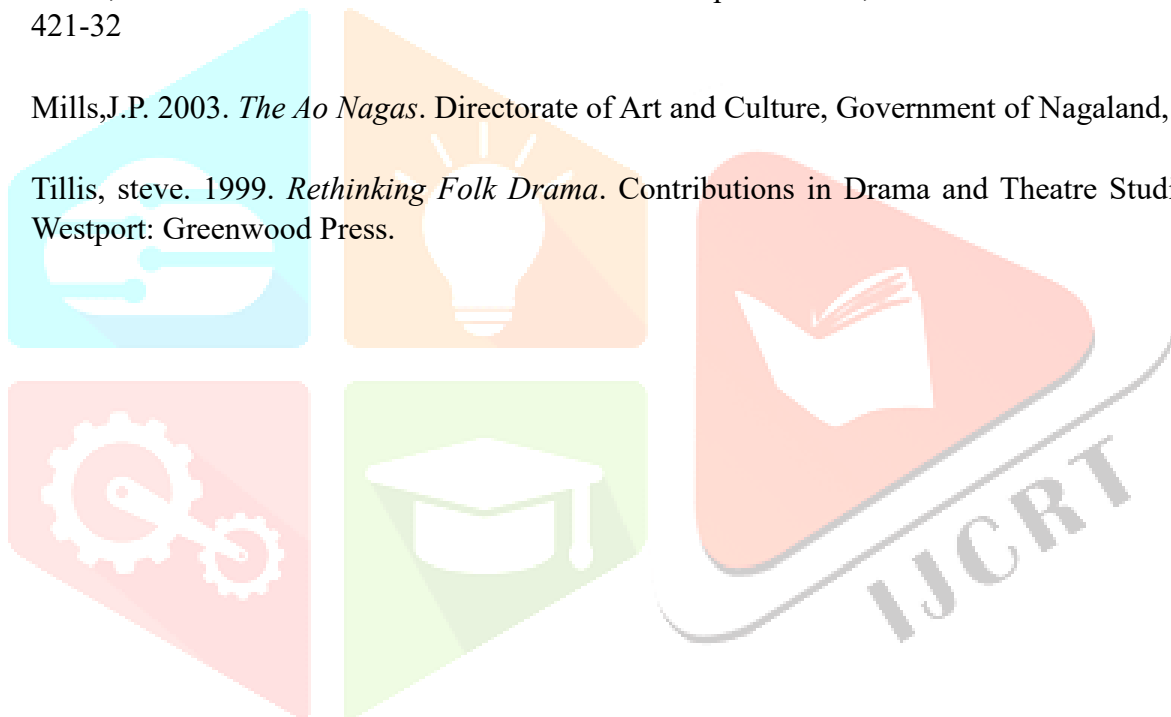 421-32
Mills,J.P. 2003. The Ao Nagas. Directorate of Art and Culture, Government of Nagaland,
Tillis, steve. 1999. Rethinking Folk Drama. Contributions in Drama and Theatre
Westport: Greenwood Press.
IJCRT